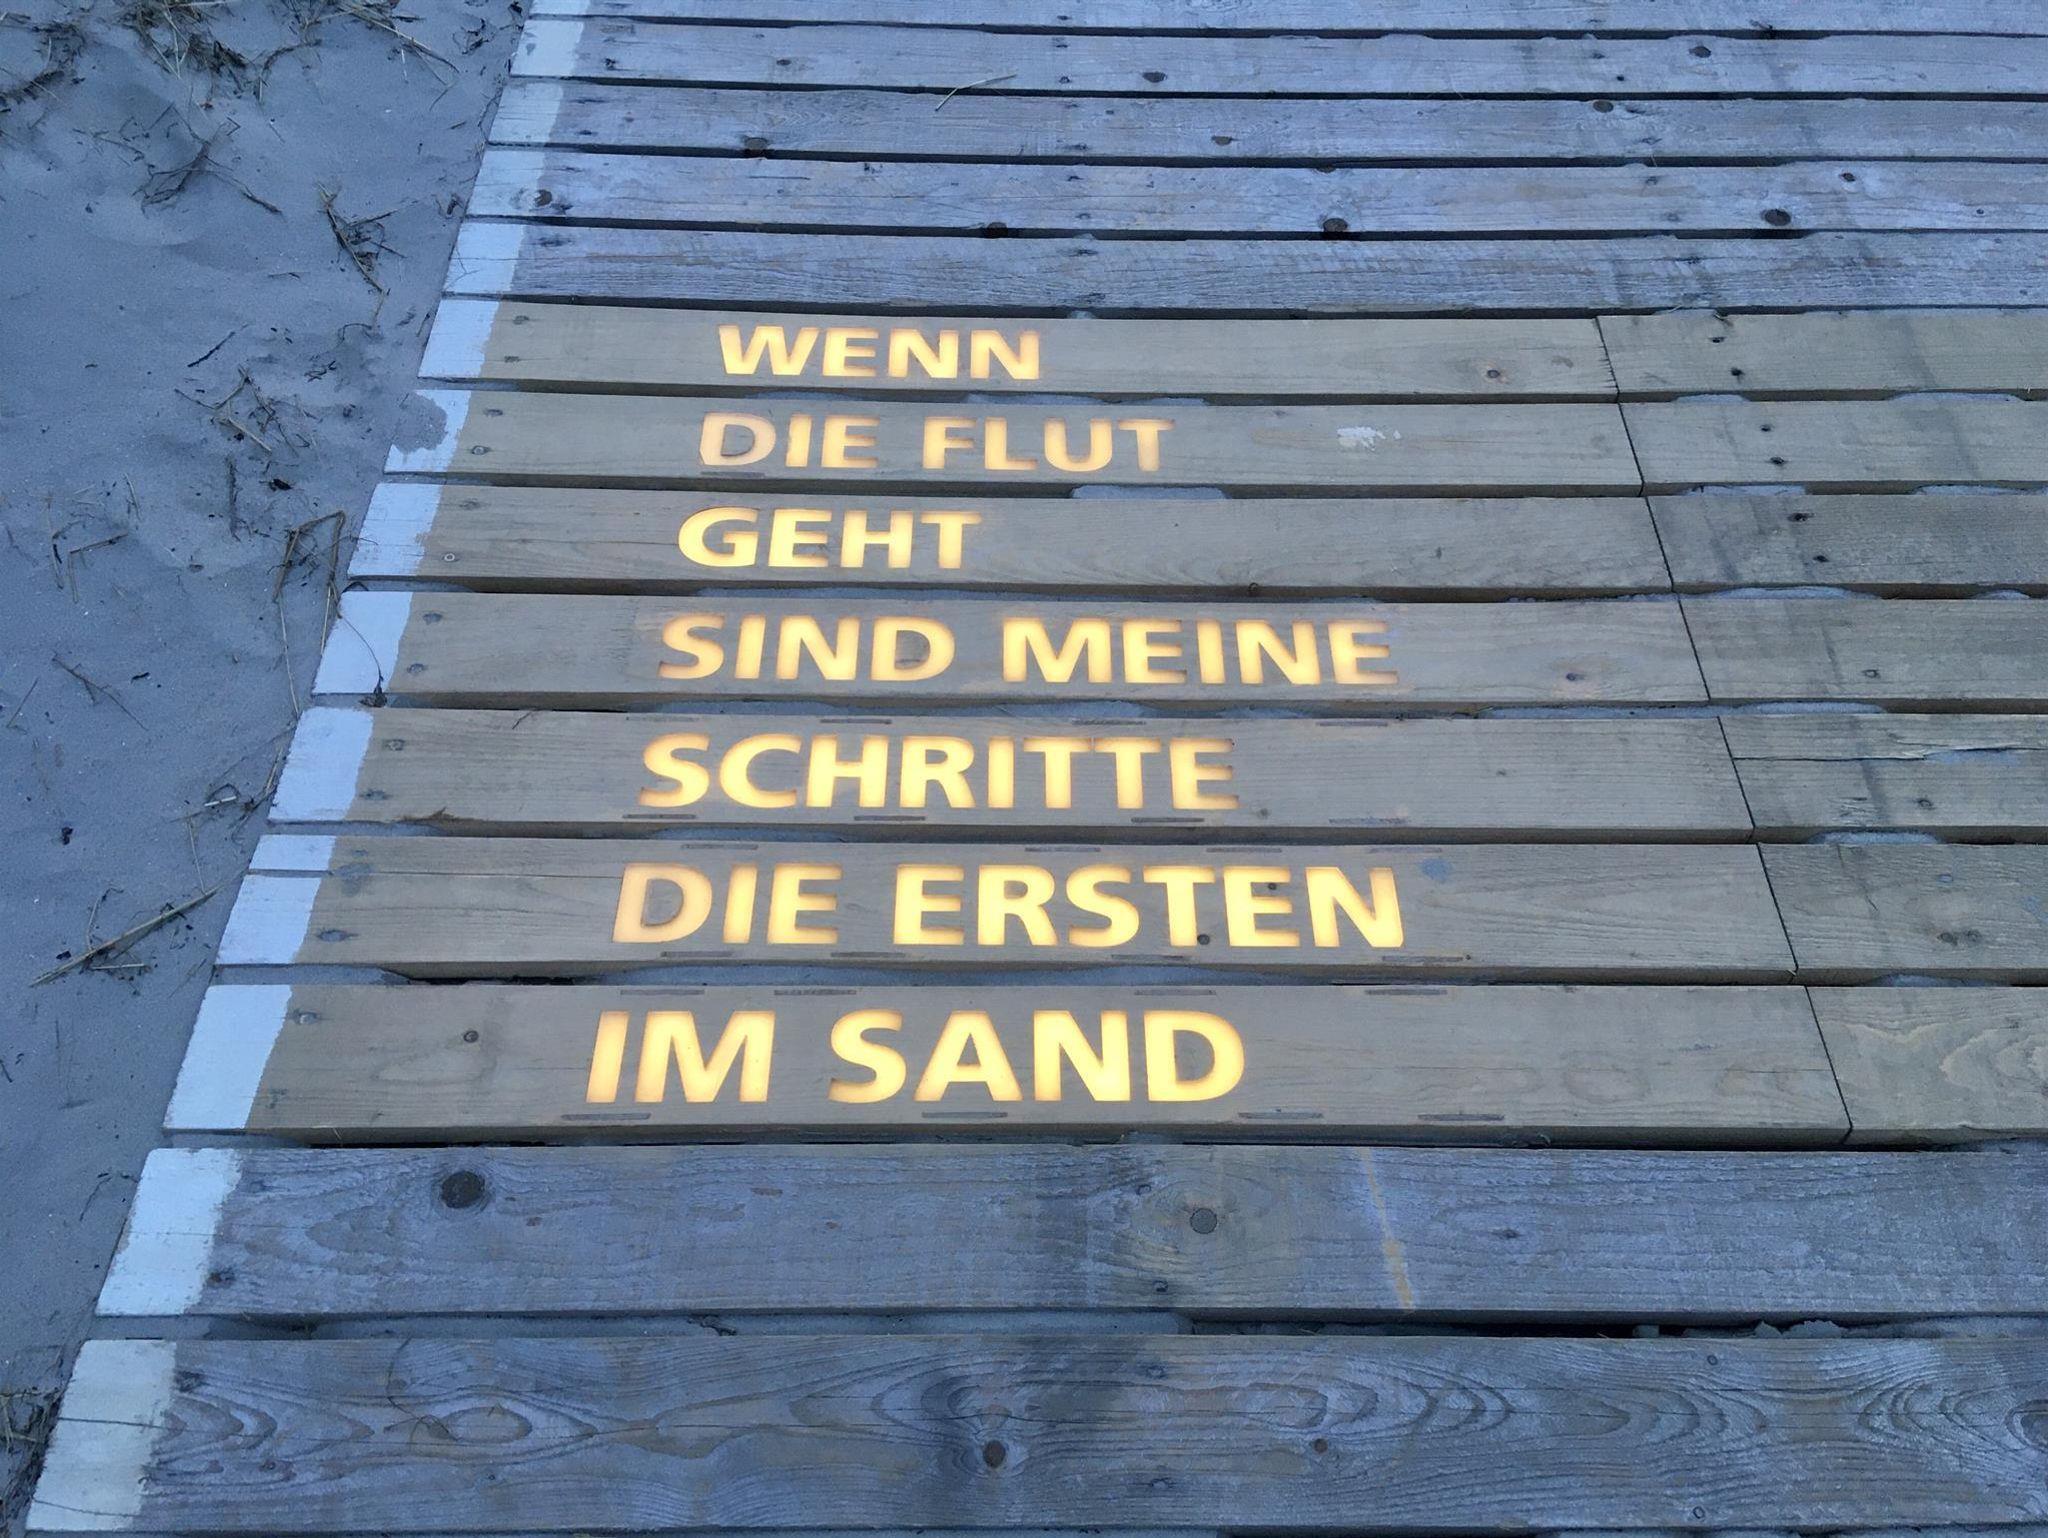 WENN
DIE FLUT
GEHT
SIND MEINE
SCHRITTE
DIE ERSTEN
IM SAND